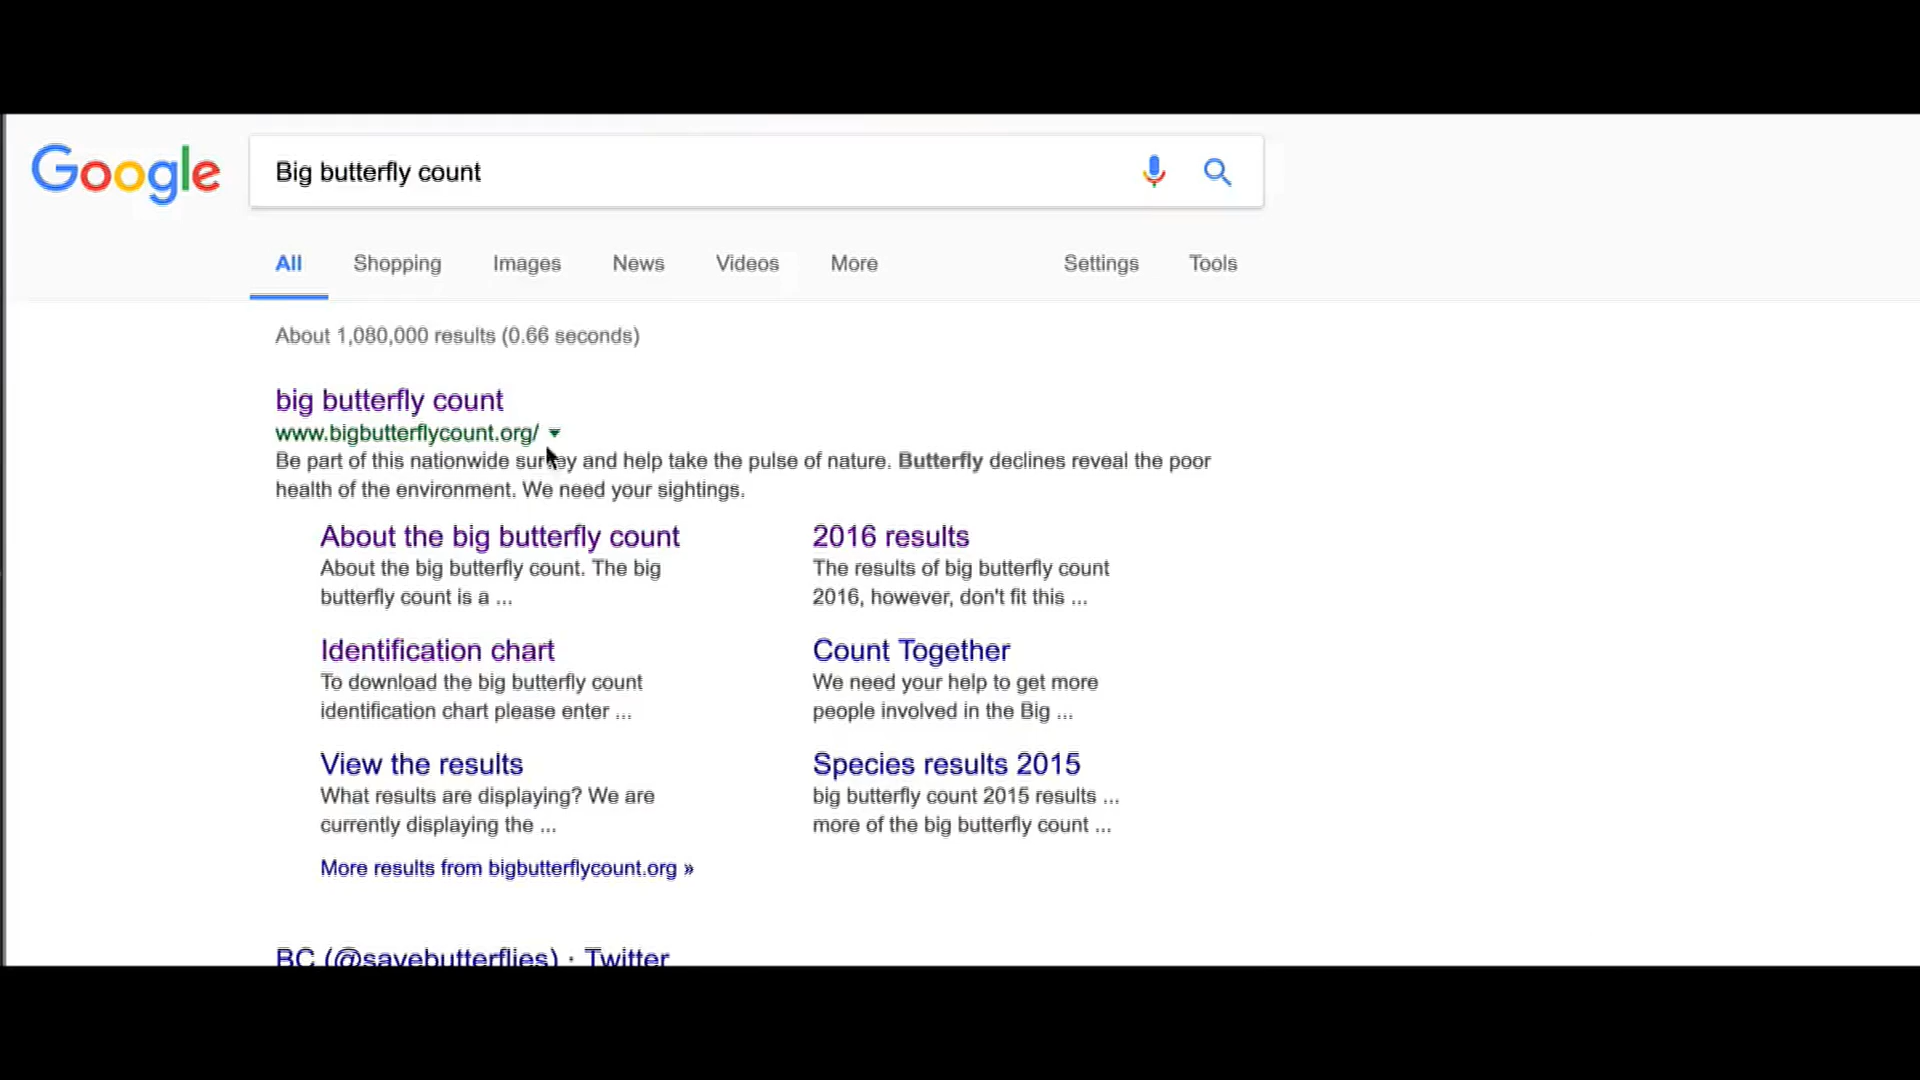 Google
Big butterfly count
All Shopping Images News Videos More Settings Tools
About 1,080,000 results (0.66 seconds)
big butterfly count
www.bigbutterflycount.org/
Be part of this nationwide survey and help take the pulse of nature. Butterfly declines reveal the poor
health of the environment. We need your sightings.
About the big butterfly count
About the big butterfly count. The big
butterfly count is a ...
2016 results
The results of big butterfly count
2016, however, don't fit this ...
Identification chart
To download the big butterfly count
identification chart please enter ...
Count Together
We need your help to get more
people involved in the Big ...
View the results
What results are displaying? We are
currently displaying the ...
Species results 2015
big butterfly count 2015 results ...
more of the big butterfly count ...
More results from bigbutterflycount.org »
BC (@savebutterflies) · Twitter